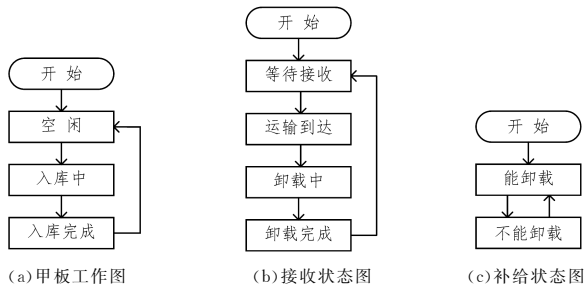 开 始
空 闲
入库中
入库完成
(a)甲板工作图
开 始
等待接收
运输到达
卸载中
卸载完成
(b)接收状态图
开 始
能卸载
不能卸载
(c)补给状态图